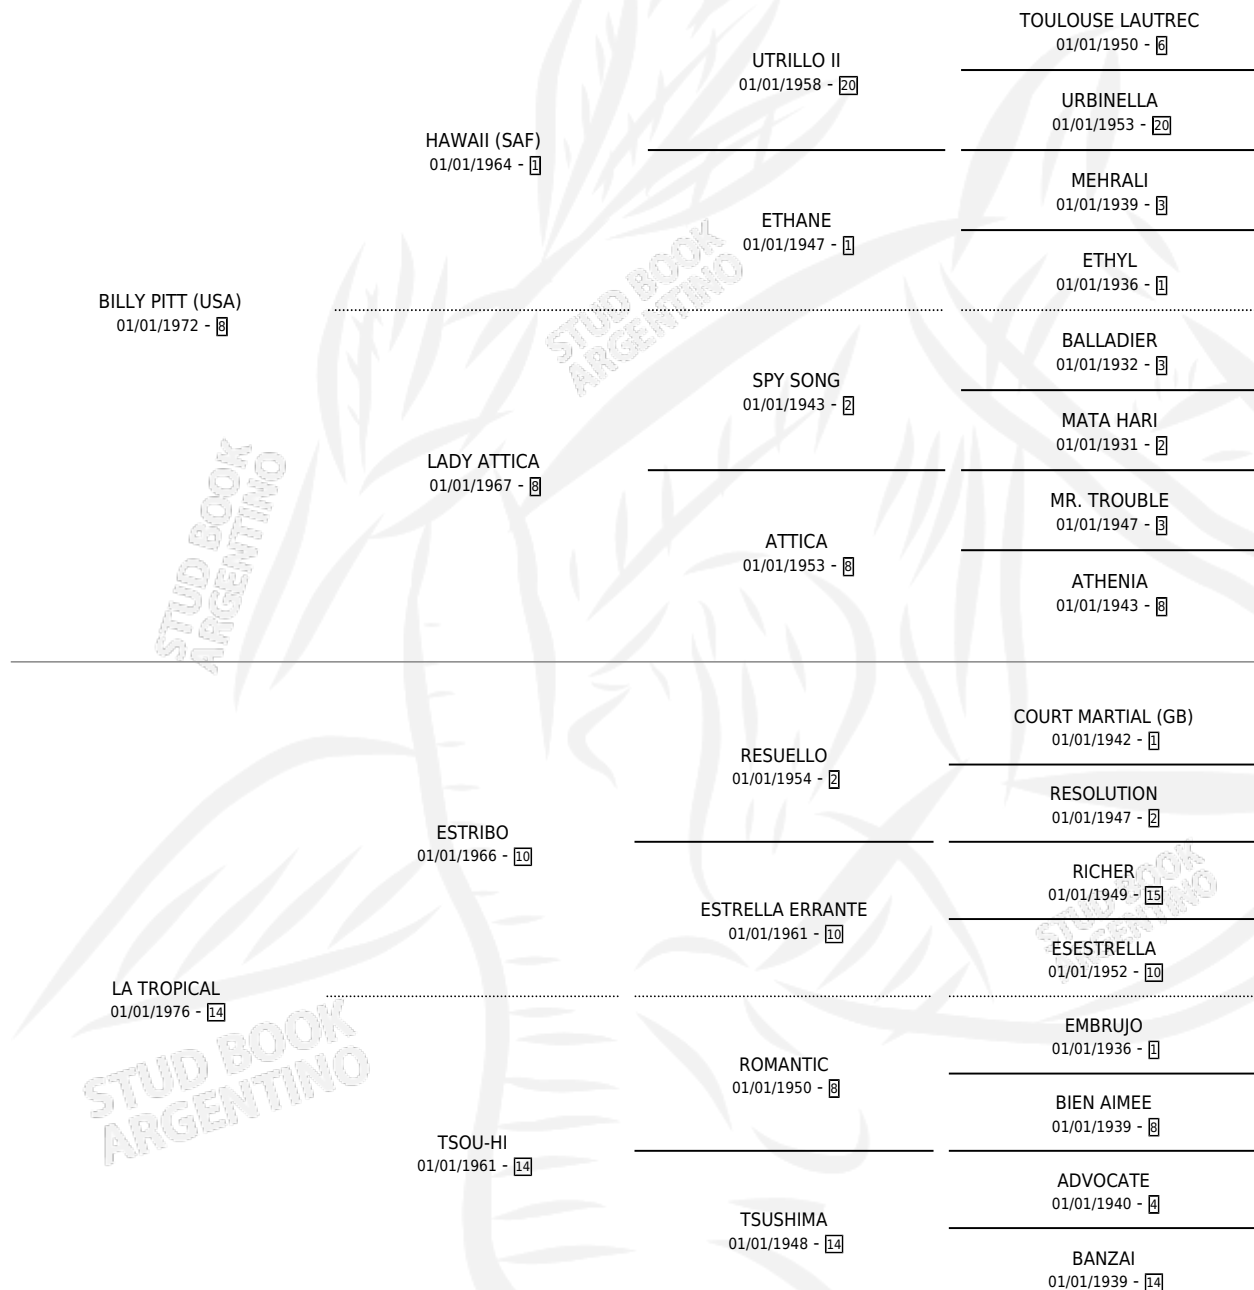 TOULOUSE LAUTREC
01/01/1950 - 6
UTRILLO II
01/01/1958 - 20
URBINELLA
01/01/1953 - 20
HAWAII (SAF)
01/01/1964 - 1
MEHRALI
01/01/1939 - 3
ETHANE
01/01/1947 - 1
ETHYL
01/01/1936 - 1
BILLY PITT (USA)
01/01/1972 - 8
BALLADIER
01/01/1932 - 3
SPY SONG
01/01/1943 - 2
MATA HARI
01/01/1931 - 2
LADY ATTICA
01/01/1967 - 8
MR. TROUBLE
01/01/1947 - 3
ATTICA
01/01/1953 - 8
ATHENIA
01/01/1943 - 8
COURT MARTIAL (GB)
01/01/1942 - 1
RESUELLO
01/01/1954 - 2
RESOLUTION
01/01/1947 - 2
ESTRIBO
01/01/1966 - 10
RICHER
01/01/1949 - 15
ESTRELLA ERRANTE
01/01/1961 - 10
ESESTRELLA
01/01/1952 - 10
LA TROPICAL
01/01/1976 - 14
EMBRUJO
01/01/1936 - 1
ROMANTIC
01/01/1950 - 8
BIEN AIMEE
01/01/1939 - 8
TSOU-HI
01/01/1961 - 14
ADVOCATE
01/01/1940 - 4
TSUSHIMA
01/01/1948 - 14
BANZAI
01/01/1939 - 14
STUD BOOK
ARGENTINO
STUD BOOK
ARGENTINO
STUD BOOK
ARGENTINO
STUD BOOK
ARGENTINO